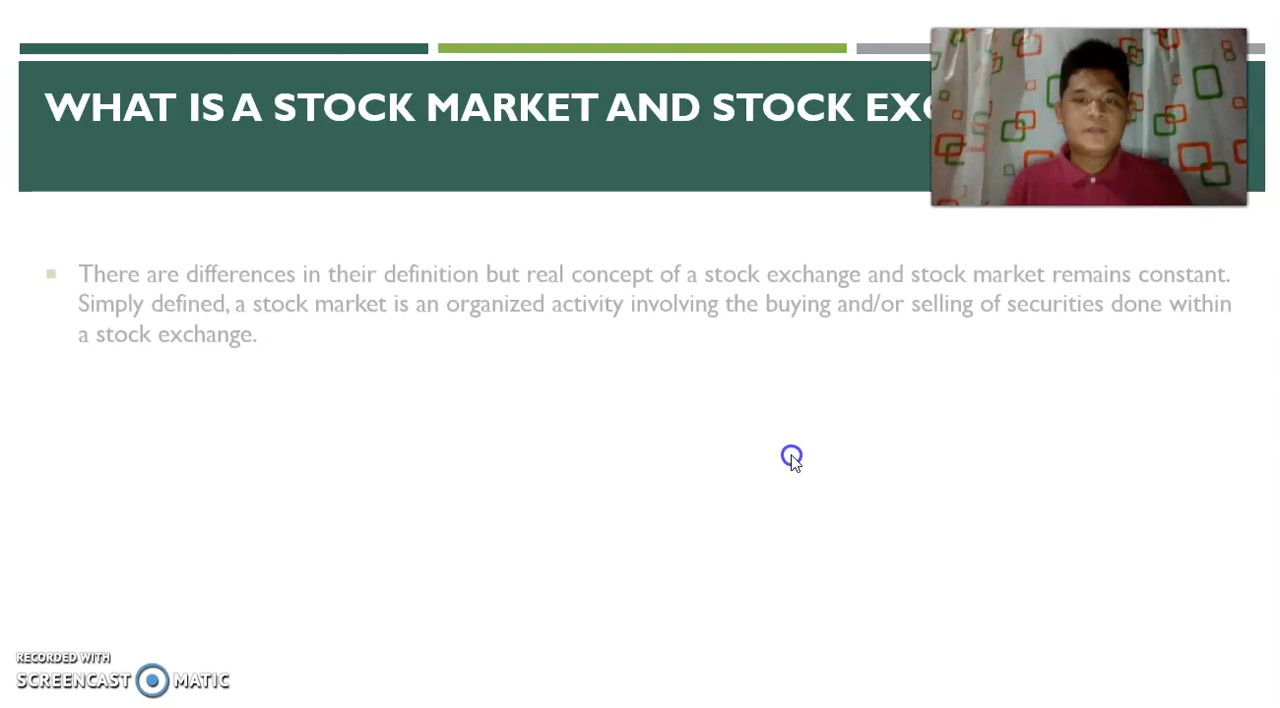 WHAT IS A STOCK MARKET AND STOCK
There are differences in their definition but real concept of a stock exchange and stock market remains constant.
Simply defined, a stock market is an organized activity involving the buying and/or selling of securities done within
a stock exchange.
RECORDED WITH
SCREENCAST MATIC